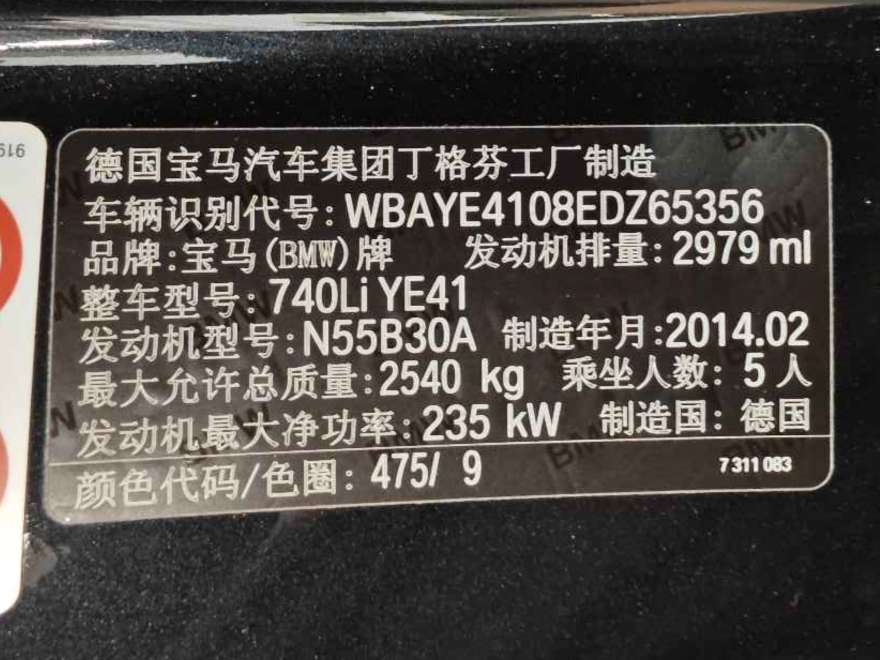 919
德国宝马汽车集团丁格芬工厂制造
车辆识别代号: WBAYE4108EDZ65356
品牌:宝马(BMW)牌 发动机排量: 2979 ml
整车型号: 740Li YE41
发动机型号: N55B30A 制造年月: 2014.02
最大允许总质量: 2540 kg 乘坐人数: 5 人
发动机最大净功率: 235 kW 制造国: 德国
颜色代码/色圈: 475/ 9 7 311 083